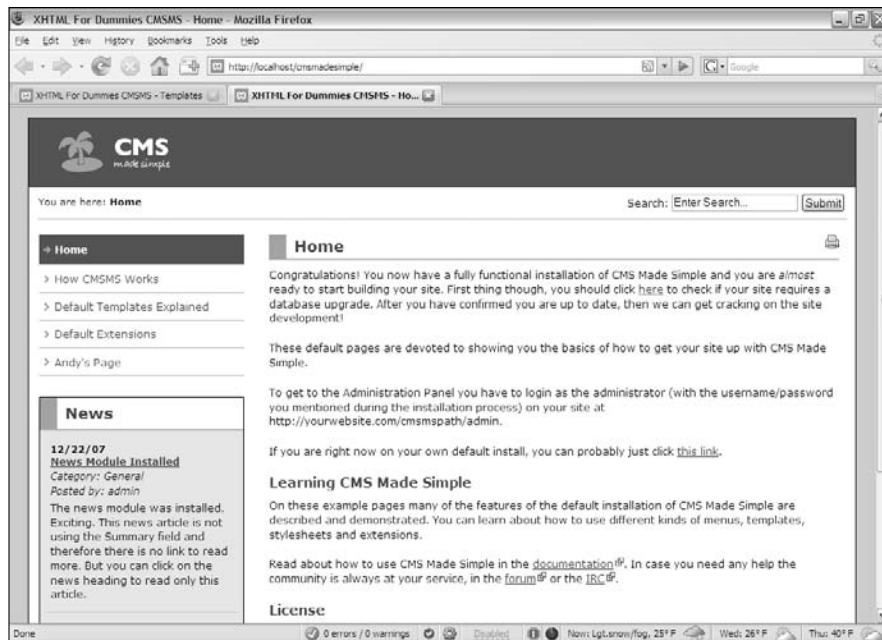 XHTML For Dummies CMSMS - Home - Mozilla Firefox
File Edit View History Bookmarks Tools Help
http://localhost/cmsmadesimple/
Google
XHTML For Dummies CMSMS - Templates
XHTML For Dummies CMSMS - Ho...
CMS
made simple
You are here: Home
Search: Enter Search... Submit
Home
> How CMSMS Works
> Default Templates Explained
> Default Extensions
> Andy's Page
News
12/22/07
News Module Installed
Category: General
Posted by: admin
The news module was installed.
Exciting. This news article is not
using the Summary field and
therefore there is no link to read
more. But you can click on the
news heading to read only this
article.
Home
Congratulations! You now have a fully functional installation of CMS Made Simple and you are almost
ready to start building your site. First thing though, you should click here to check if your site requires a
database upgrade. After you have confirmed you are up to date, then we can get cracking on the site
development!
These default pages are devoted to showing you the basics of how to get your site up with CMS Made
Simple.
To get to the Administration Panel you have to login as the administrator (with the username/password
you mentioned during the installation process) on your site at
http://yourwebsite.com/cmsmspath/admin.
If you are right now on your own default install, you can probably just click this link.
Learning CMS Made Simple
On these example pages many of the features of the default installation of CMS Made Simple are
described and demonstrated. You can learn about how to use different kinds of menus, templates,
stylesheets and extensions.
Read about how to use CMS Made Simple in the documentation. In case you need any help the
community is always at your service, in the forum or the IRC.
License
Done
0 errors / 0 warnings
Disabled
Now: Lgt.snow/fog, 25° F
Wed: 26° F
Thu: 40° F